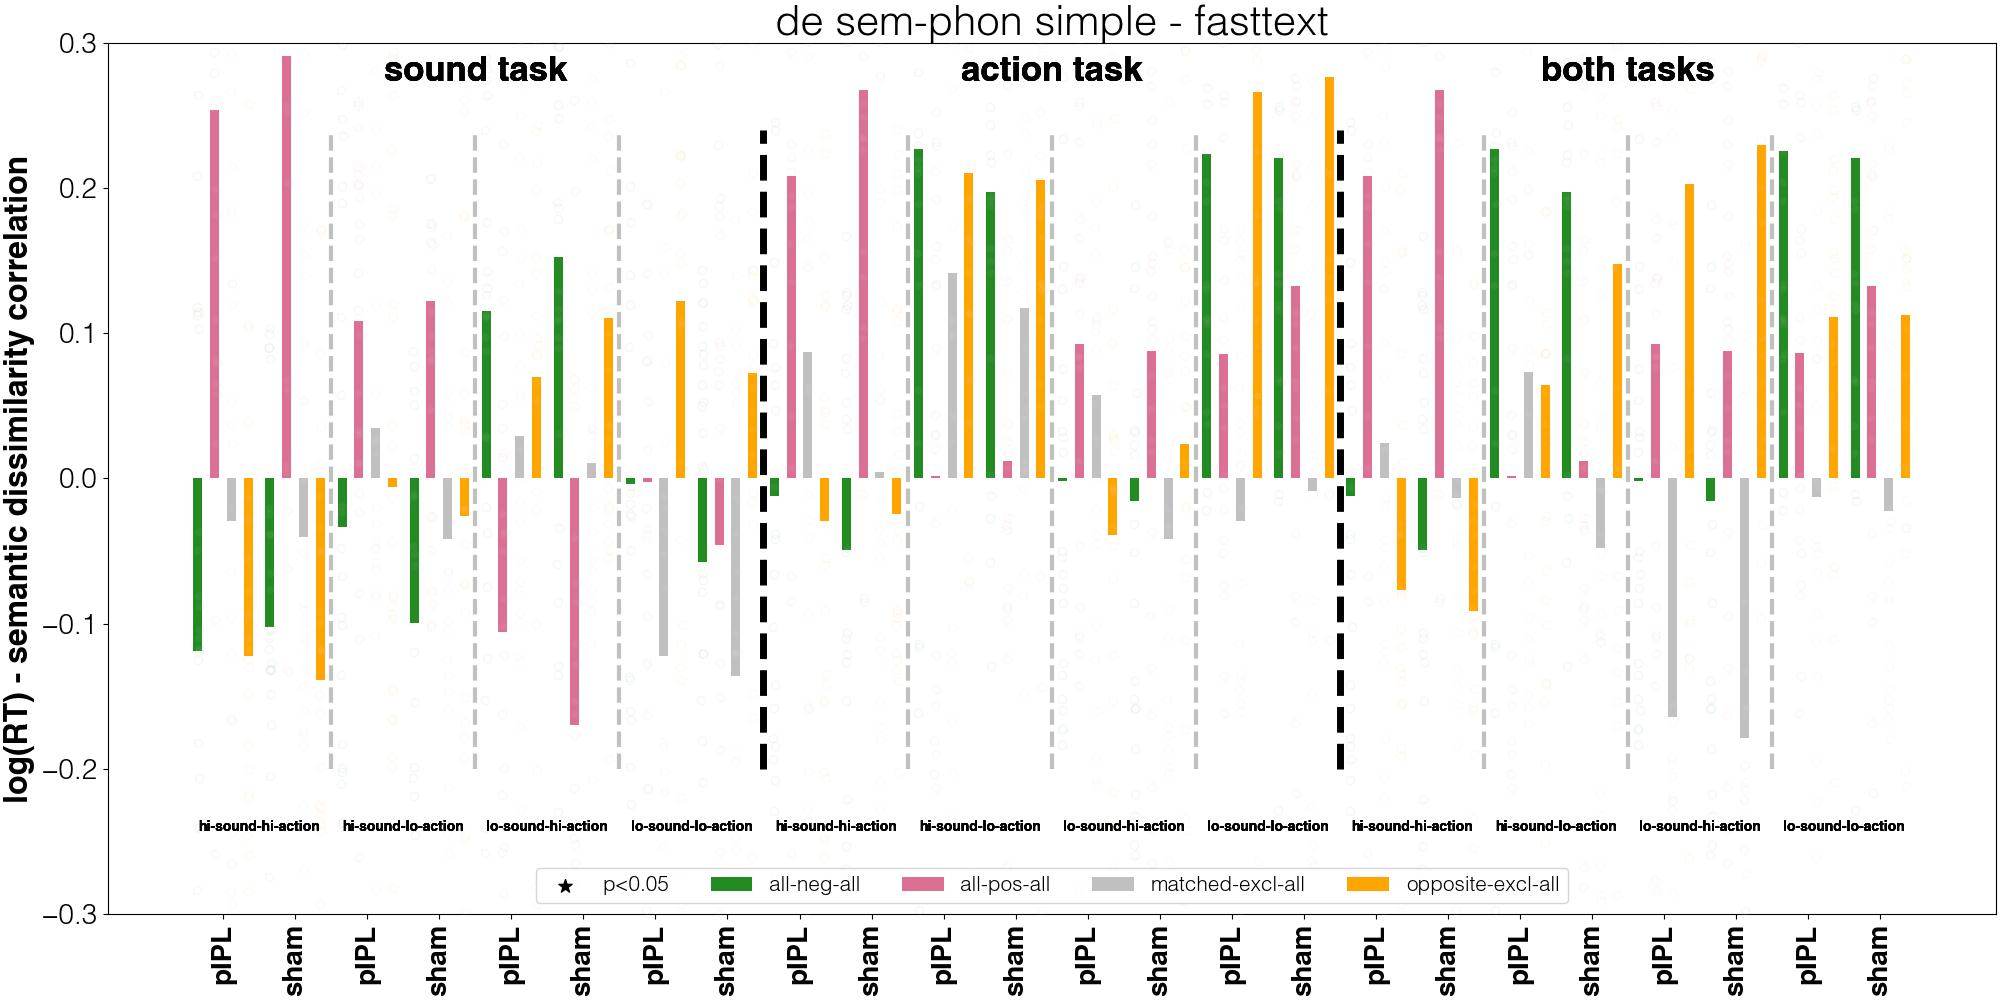 de sem-phon simple - fasttext
log(RT) - semantic dissimilarity correlation
0.3
0.2
0.1
0.0
−0.1
−0.2
−0.3
sound task
action task
both tasks
hi-sound-hi-action
hi-sound-lo-action
lo-sound-hi-action
lo-sound-lo-action
hi-sound-hi-action
hi-sound-lo-action
lo-sound-hi-action
lo-sound-lo-action
hi-sound-hi-action
hi-sound-lo-action
lo-sound-hi-action
lo-sound-lo-action
p<0.05
all-neg-all
all-pos-all
matched-excl-all
opposite-excl-all
pIPL
sham
pIPL
sham
pIPL
sham
pIPL
sham
pIPL
sham
pIPL
sham
pIPL
sham
pIPL
sham
pIPL
sham
pIPL
sham
pIPL
sham
pIPL
sham